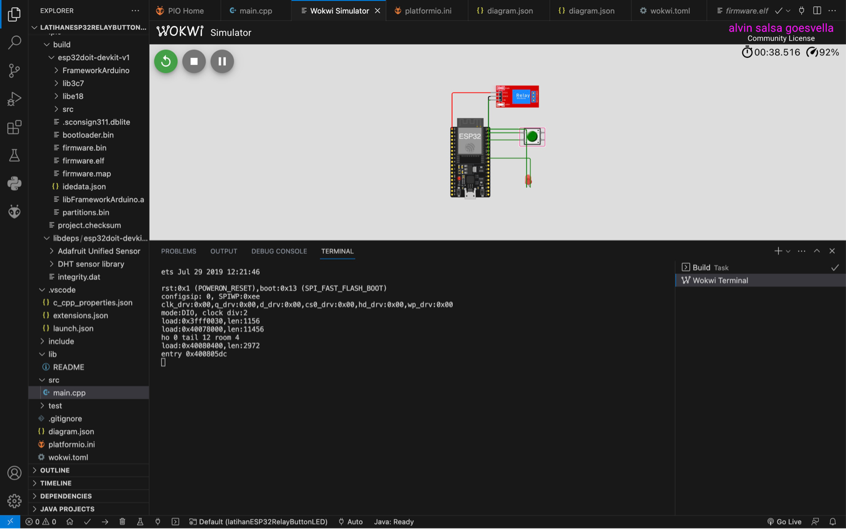 PIO Home
main.cpp
Wokwi Simulator
platformio.ini
diagram.json
diagram.json
wokwi.toml
firmware.elf
LATIHANESP32RELAYBUTTON...
build
esp32doit-devkit-v1
FrameworkArduino
lib3c7
libe18
src
.sconsign311.dblite
bootloader.bin
firmware.bin
firmware.elf
firmware.map
idedata.json
libFrameworkArduino.a
partitions.bin
project.checksum
libdeps / esp32doit-devki...
Adafruit Unified Sensor
DHT sensor library
integrity.dat
.vscode
c_cpp_properties.json
extensions.json
launch.json
include
lib
README
src
main.cpp
test
.gitignore
diagram.json
platformio.ini
wokwi.toml
OUTLINE
TIMELINE
DEPENDENCIES
JAVA PROJECTS
WOKWI Simulator
alvin salsa goesvella
Community License
00:38.516 92%
Relay
ESP32
PROBLEMS OUTPUT DEBUG CONSOLE TERMINAL
ets Jul 29 2019 12:21:46
rst:0x1 (POWERON_RESET),boot:0x13 (SPI_FAST_FLASH_BOOT)
configsip: 0, SPIWP:0xee
clk_drv:0x00,q_drv:0x00,d_drv:0x00,cs0_drv:0x00,hd_drv:0x00,wp_drv:0x00
mode:DIO, clock div:2
load:0x3fff0030,len:1156
load:0x40078000,len:11456
ho 0 tail 12 room 4
load:0x40080400,len:2972
entry 0x400805dc
Build Task
Wokwi Terminal
0 0 Default (latihanESP32RelayButtonLED) Auto Java: Ready Go Live